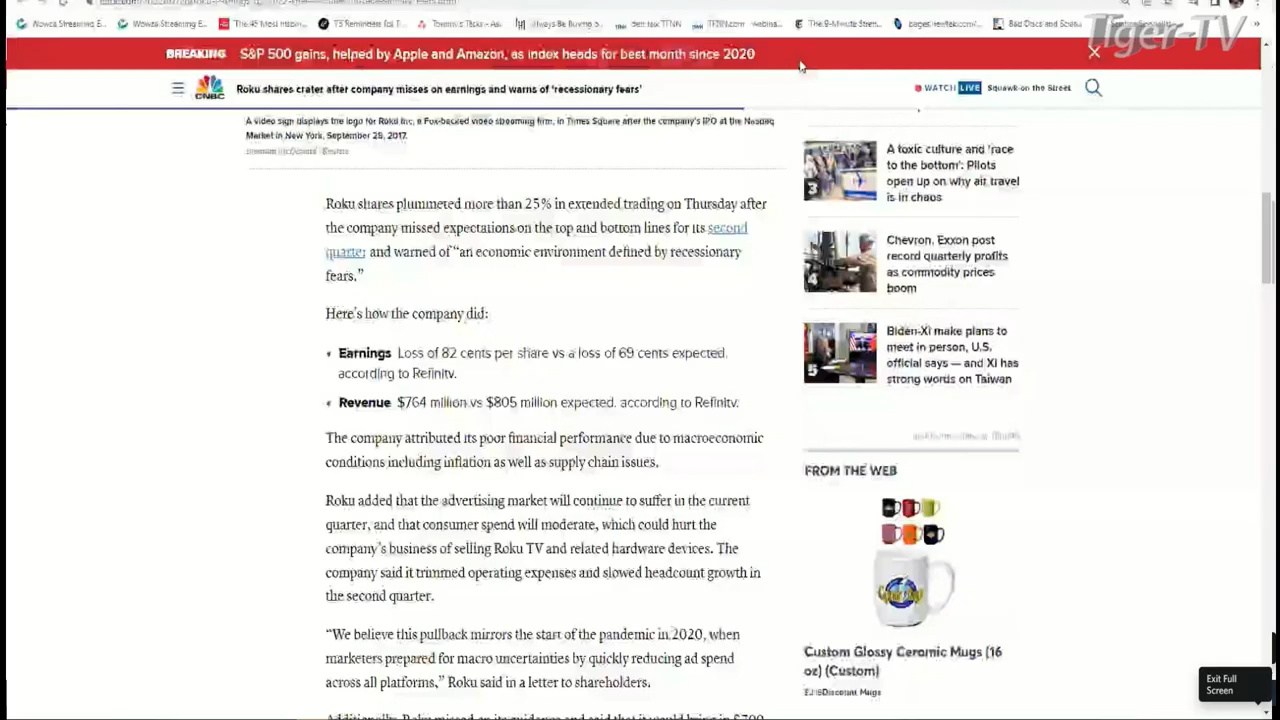 Tiger-TV
BREAKING S&P 500 gains, helped by Apple and Amazon, as index heads for best month since 2020
CNBC
Roku shares crater after company misses on earnings and warns of 'recessionary fears'
WATCH LIVE Squawk on the Street
A video sign displays the logo for Roku Inc, a Fox-backed video streaming firm, in Times Square after the company's IPO at the Nasdaq
Market in New York, September 28, 2017.
Roku shares plummeted more than 25% in extended trading on Thursday after
the company missed expectations on the top and bottom lines for its second
quarter and warned of “an economic environment defined by recessionary
fears.”
Here’s how the company did:
Earnings Loss of 82 cents per share vs a loss of 69 cents expected,
according to Refinitv.
Revenue $764 million vs $805 million expected, according to Refinitv.
The company attributed its poor financial performance due to macroeconomic
conditions including inflation as well as supply chain issues.
Roku added that the advertising market will continue to suffer in the current
quarter, and that consumer spend will moderate, which could hurt the
company’s business of selling Roku TV and related hardware devices. The
company said it trimmed operating expenses and slowed headcount growth in
the second quarter.
“We believe this pullback mirrors the start of the pandemic in 2020, when
marketers prepared for macro uncertainties by quickly reducing ad spend
across all platforms,” Roku said in a letter to shareholders.
3
A toxic culture and 'race
to the bottom': Pilots
open up on why air travel
is in chaos
4
Chevron, Exxon post
record quarterly profits
as commodity prices
boom
5
Biden-Xi make plans to
meet in person, U.S.
official says — and Xi has
strong words on Taiwan
FROM THE WEB
Custom Glossy Ceramic Mugs (16
oz) (Custom)
Discount Mugs
Exit Full
Screen